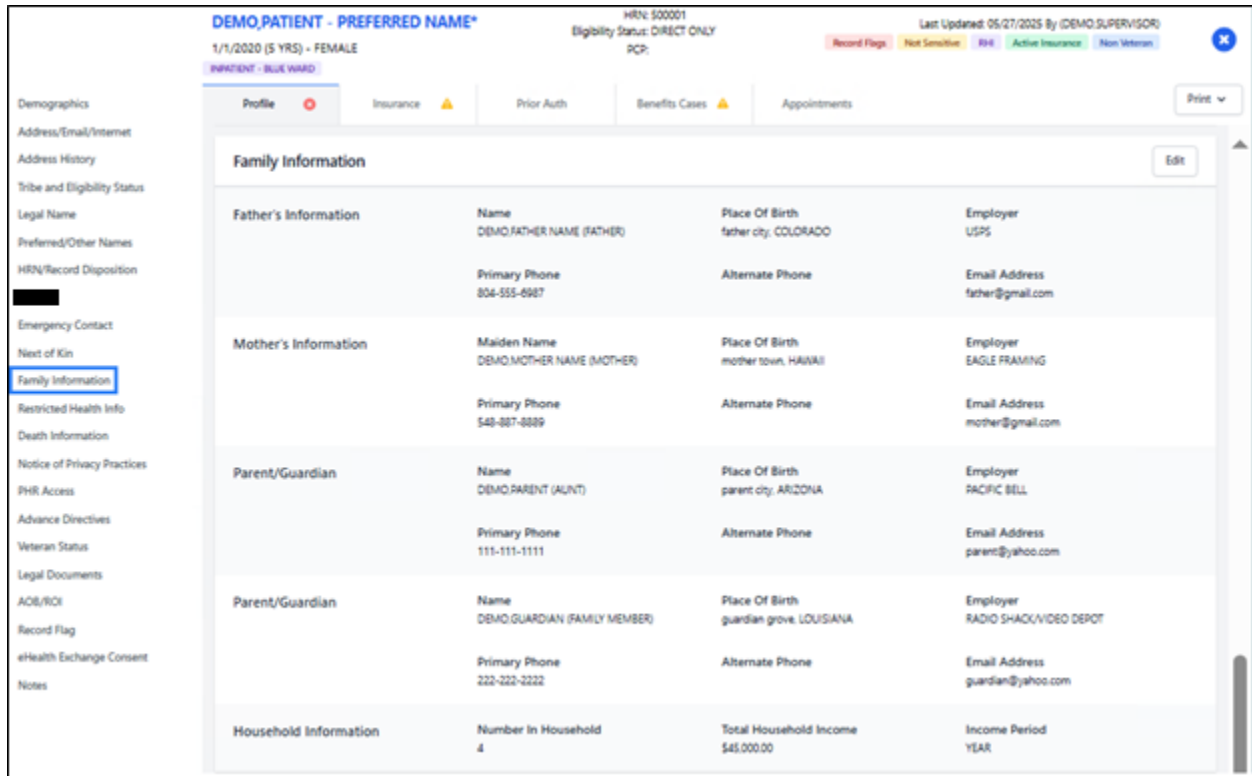 DEMO,PATIENT - PREFERRED NAME*
1/1/2020 (5 YRS) - FEMALE
INPATIENT - BLUE WARD
HRN: 500001
Eligibility Status: DIRECT ONLY
PCP:
Last Updated: 05/27/2025 By (DEMO,SUPERVISOR)
Record Flags Not Sensitive RHI Active Insurance Non Veteran
Profile Insurance Prior Auth Benefits Cases Appointments
Print
Demographics
Address/Email/Internet
Address History
Tribe and Eligibility Status
Legal Name
Preferred/Other Names
HRN/Record Disposition
Emergency Contact
Next of Kin
Family Information
Restricted Health Info
Death Information
Notice of Privacy Practices
PHR Access
Advance Directives
Veteran Status
Legal Documents
AOB/ROI
Record Flag
eHealth Exchange Consent
Notes
Family Information
Edit
Father's Information
Name Place Of Birth Employer
DEMO,FATHER NAME (FATHER) father city, COLORADO USPS
Primary Phone Alternate Phone Email Address
804-555-6987 father@gmail.com
Mother's Information
Maiden Name Place Of Birth Employer
DEMO,MOTHER NAME (MOTHER) mother town, HAWAII EAGLE FRAMING
Primary Phone Alternate Phone Email Address
548-887-8889 mother@gmail.com
Parent/Guardian
Name Place Of Birth Employer
DEMO,PARENT (AUNT) parent city, ARIZONA PACIFIC BELL
Primary Phone Alternate Phone Email Address
111-111-1111 parent@yahoo.com
Parent/Guardian
Name Place Of Birth Employer
DEMO,GUARDIAN (FAMILY MEMBER) guardian grove, LOUISIANA RADIO SHACK/VIDEO DEPOT
Primary Phone Alternate Phone Email Address
222-222-2222 guardian@yahoo.com
Household Information
Number In Household Total Household Income Income Period
4 $45,000.00 YEAR